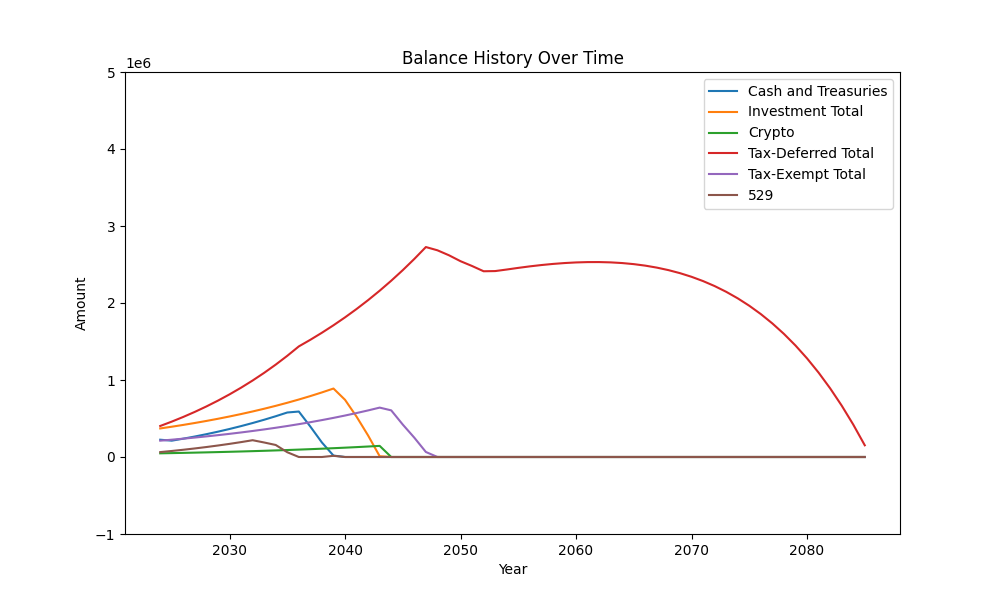 Balance History Over Time
1e6
5
4
3
2
1
0
−1
Amount
Cash and Treasuries
Investment Total
Crypto
Tax-Deferred Total
Tax-Exempt Total
529
2030 2040 2050 2060 2070 2080
Year